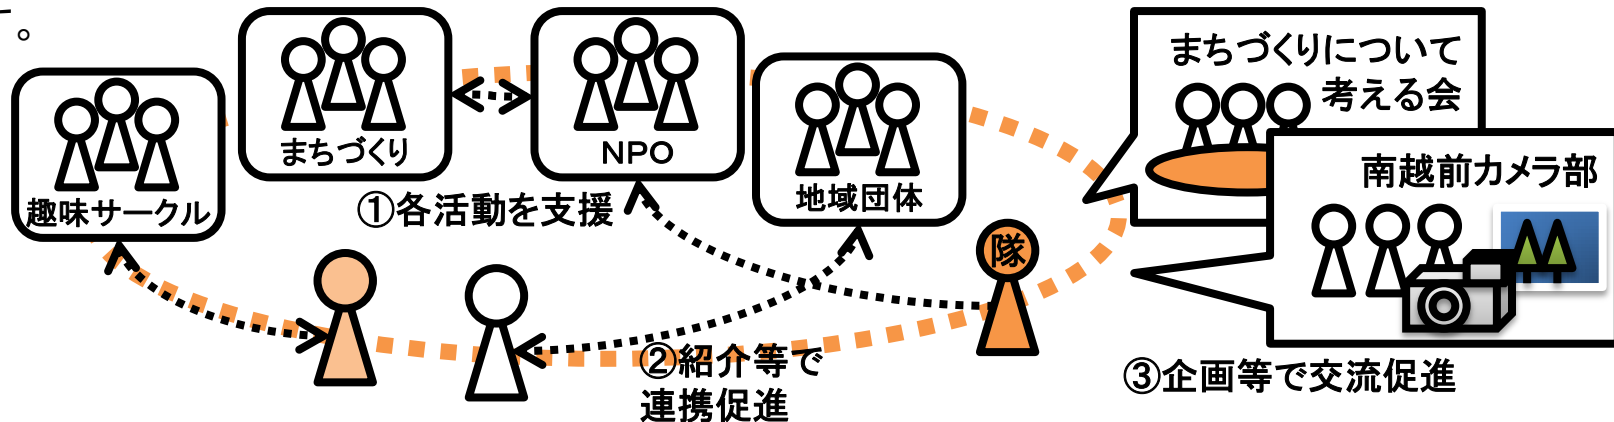 。
まちづくりについて
考える会
南越前カメラ部
まちづくり
NPO
趣味サークル
①各活動を支援
地域団体
隊
②紹介等で
連携促進
③企画等で交流促進